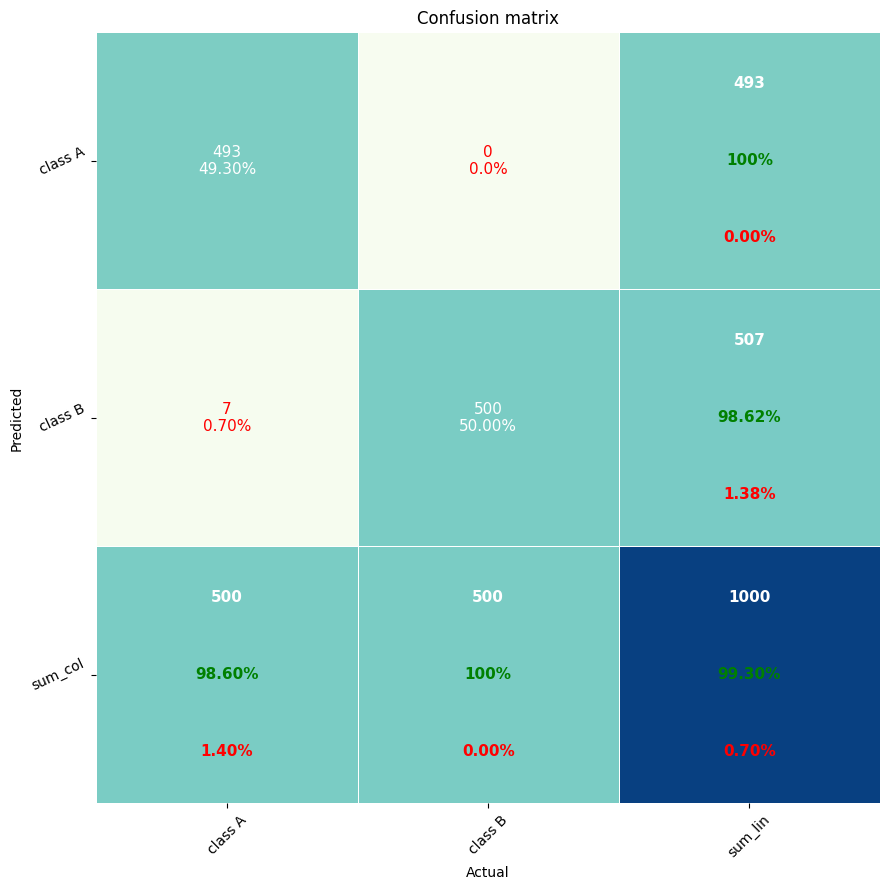 Confusion matrix
493
493
49.30%
0
0.0%
100%
class A
0.00%
507
7
0.70%
500
50.00%
98.62%
class B
Predicted
1.38%
500
500
1000
98.60%
100%
99.30%
sum_col
1.40%
0.00%
0.70%
class A
class B
sum_lin
Actual